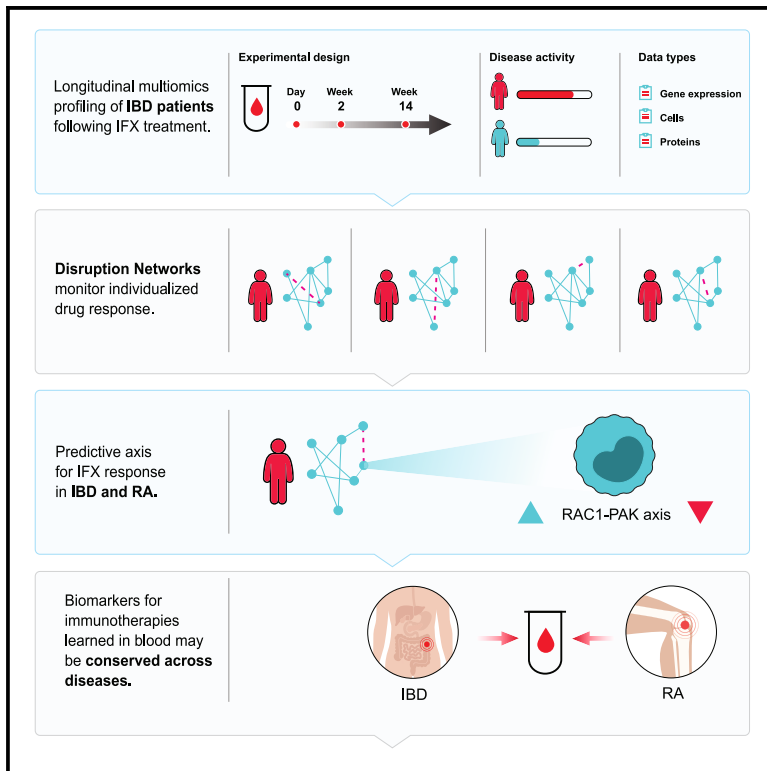 Longitudinal multiomics
profiling of IBD patients
following IFX treatment.
Experimental design
Day
0
Week
2
Week
14
Disease activity
Data types
Gene expression
Cells
Proteins
Disruption Networks
monitor individualized
drug response.
Predictive axis
for IFX response
in IBD and RA.
RAC1-PAK axis
Biomarkers for
immunotherapies
learned in blood may
be conserved across
diseases.
IBD
RA